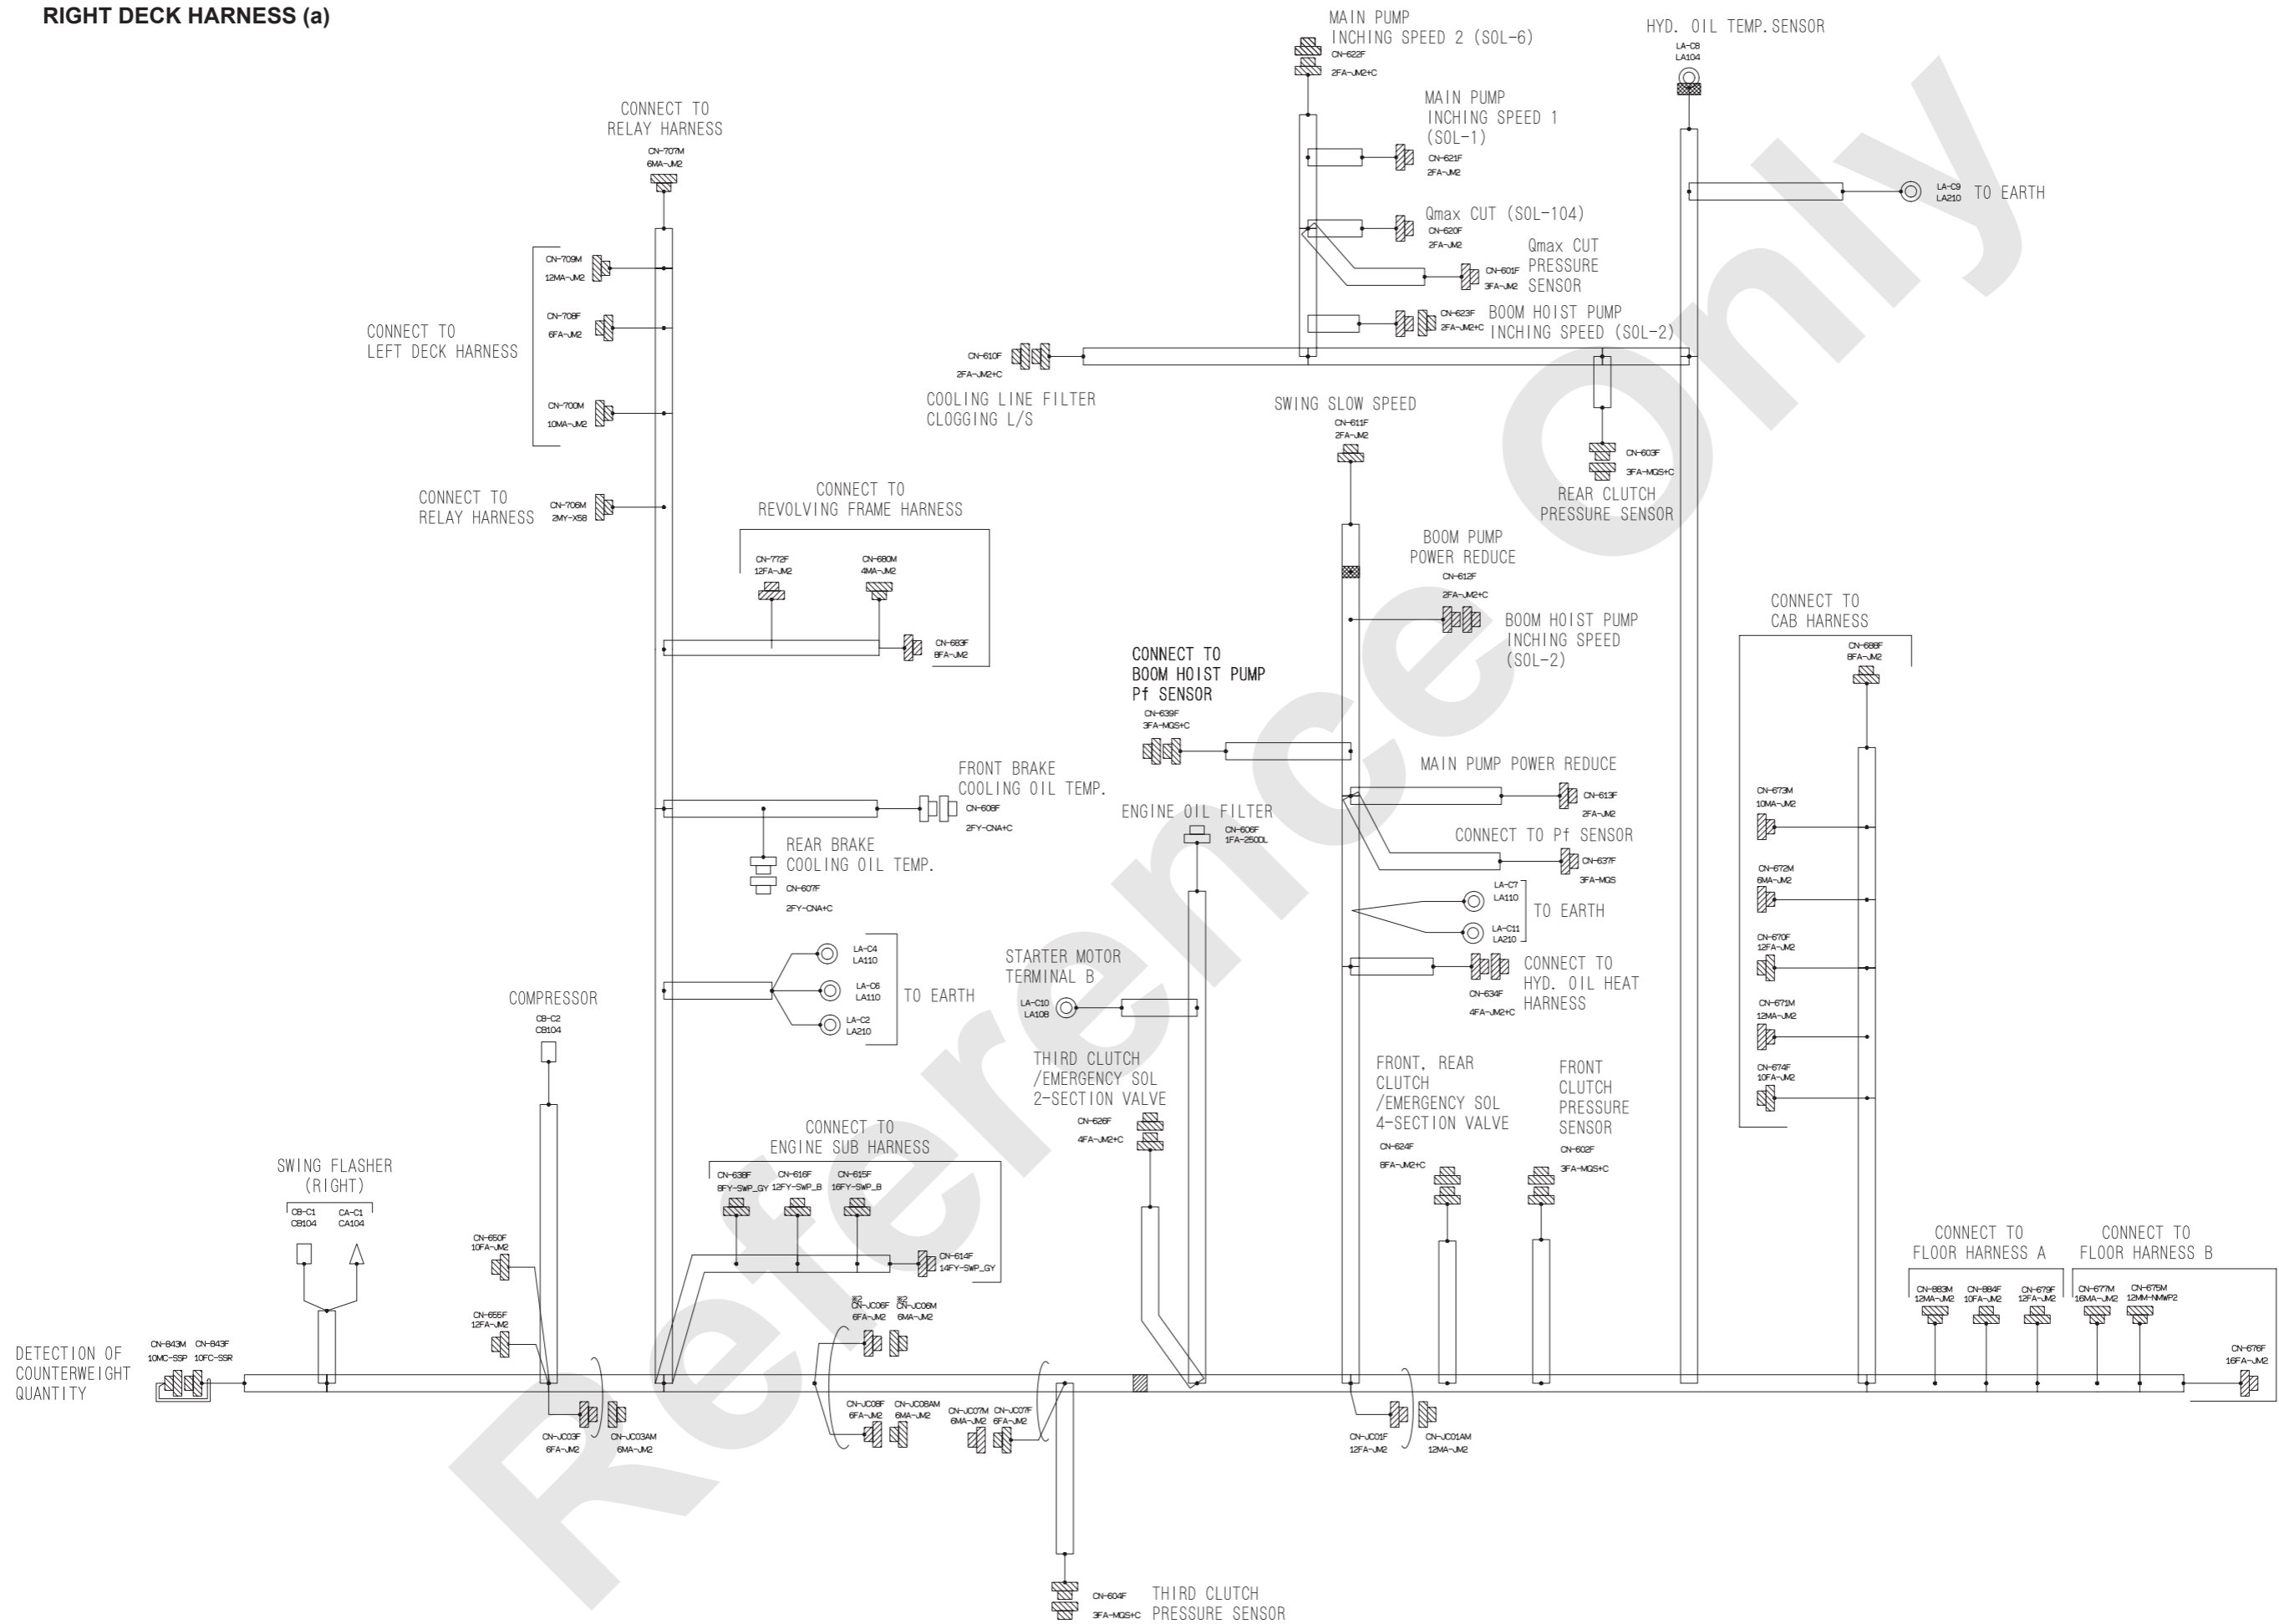 RIGHT DECK HARNESS (a)
MAIN PUMP
INCHING SPEED 2 (SOL-6)
CN-622F
2FA-JM2+C
HYD. OIL TEMP.SENSOR
LA-C8
LA104
MAIN PUMP
INCHING SPEED 1
(SOL-1)
CN-621F
2FA-JM2
CONNECT TO
RELAY HARNESS
CN-707M
6MA-JM2
LA-C9
LA210
TO EARTH
Qmax CUT (SOL-104)
CN-620F
2FA-JM2
Qmax CUT
PRESSURE
SENSOR
CN-601F
3FA-JM2
CN-623F
2FA-JM2+C
BOOM HOIST PUMP
INCHING SPEED (SOL-2)
CN-709M
12MA-JM2
CN-708F
6FA-JM2
CONNECT TO
LEFT DECK HARNESS
CN-700M
10MA-JM2
CN-610F
2FA-JM2+C
COOLING LINE FILTER
CLOGGING L/S
SWING SLOW SPEED
CN-611F
2FA-JM2
CN-603F
3FA-MQS+C
REAR CLUTCH
PRESSURE SENSOR
CONNECT TO
RELAY HARNESS
CN-706M
2MY-X58
CONNECT TO
REVOLVING FRAME HARNESS
CN-772F
12FA-JM2
CN-680M
4MA-JM2
CN-683F
8FA-JM2
BOOM PUMP
POWER REDUCE
CN-612F
2FA-JM2+C
BOOM HOIST PUMP
INCHING SPEED
(SOL-2)
CONNECT TO
CAB HARNESS
CN-688F
8FA-JM2
CONNECT TO
BOOM HOIST PUMP
Pf SENSOR
CN-639F
3FA-MQS+C
MAIN PUMP POWER REDUCE
CN-613F
2FA-JM2
CONNECT TO Pf SENSOR
CN-637F
3FA-MQS
FRONT BRAKE
COOLING OIL TEMP.
CN-608F
2FY-CNA+C
REAR BRAKE
COOLING OIL TEMP.
CN-607F
2FY-CNA+C
ENGINE OIL FILTER
CN-606F
1FA-250DL
CN-673M
10MA-JM2
CN-672M
6MA-JM2
CN-670F
12FA-JM2
CN-671M
12MA-JM2
CN-674F
10FA-JM2
LA-C7
LA110
LA-C11
LA210
TO EARTH
LA-C4
LA110
LA-C6
LA110
LA-C2
LA210
TO EARTH
STARTER MOTOR
TERMINAL B
LA-C10
LA108
CONNECT TO
HYD. OIL HEAT
HARNESS
CN-634F
4FA-JM2+C
COMPRESSOR
CB-C2
CB104
THIRD CLUTCH
/EMERGENCY SOL
2-SECTION VALVE
CN-626F
4FA-JM2+C
FRONT, REAR
CLUTCH
/EMERGENCY SOL
4-SECTION VALVE
CN-624F
8FA-JM2+C
FRONT
CLUTCH
PRESSURE
SENSOR
CN-602F
3FA-MQS+C
CONNECT TO
ENGINE SUB HARNESS
CN-638F
8FY-SWP_GY
CN-616F
12FY-SWP_B
CN-615F
16FY-SWP_B
CN-614F
14FY-SWP_GY
SWING FLASHER
(RIGHT)
CB-C1
CB104
CA-C1
CA104
CN-650F
10FA-JM2
CN-655F
12FA-JM2
CONNECT TO
FLOOR HARNESS A
CN-883M
12MA-JM2
CN-884F
10FA-JM2
CN-679F
12FA-JM2
CONNECT TO
FLOOR HARNESS B
CN-677M
16MA-JM2
CN-675M
12MM-NMWP2
CN-676F
16FA-JM2
※2
CN-JC06F
6FA-JM2
※2
CN-JC06M
6MA-JM2
DETECTION OF
COUNTERWEIGHT
QUANTITY
CN-843M
10MC-SSP
CN-843F
10FC-SSR
CN-JC03F
6FA-JM2
CN-JC03AM
6MA-JM2
CN-JC08F
6FA-JM2
CN-JC08AM
6MA-JM2
CN-JC07M
6MA-JM2
CN-JC07F
6FA-JM2
CN-JC01F
12FA-JM2
CN-JC01AM
12MA-JM2
CN-604F
3FA-MQS+C
THIRD CLUTCH
PRESSURE SENSOR
Reference Only